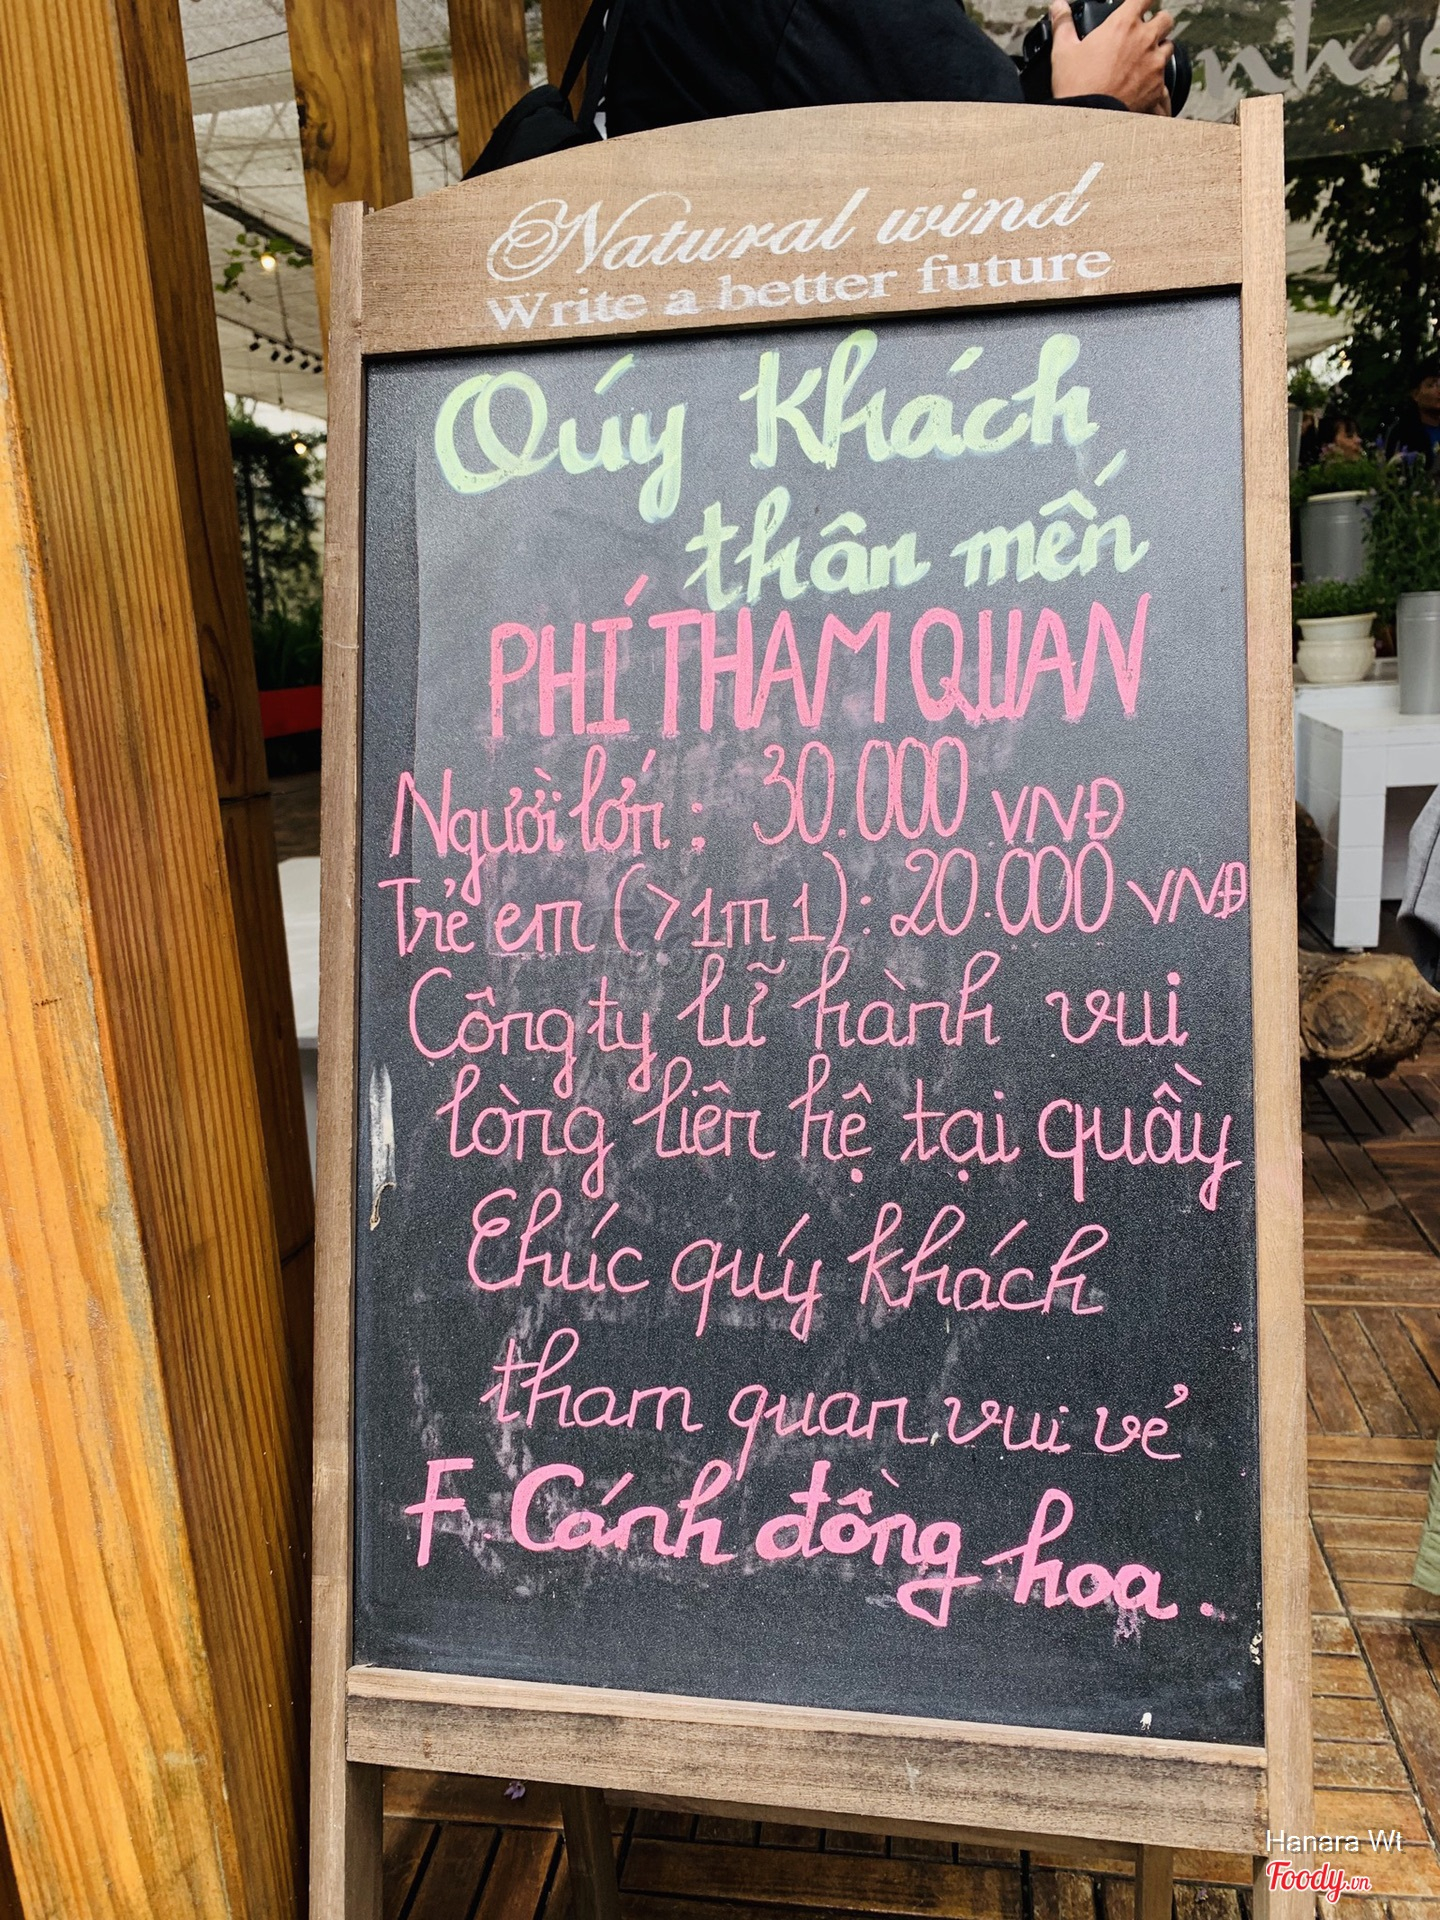 Natural wind
Write a better future
Quý Khách
thân mến
PHÍ THAM QUAN
Người lớn : 30.000 VNĐ
Trẻ em (>1m1): 20.000 VNĐ
Công ty lữ hành vui
lòng liên hệ tại quầy
Chúc quý khách
tham quan vui vẻ
F. Cánh đồng hoa.
Hanara Wt
Foody.vn